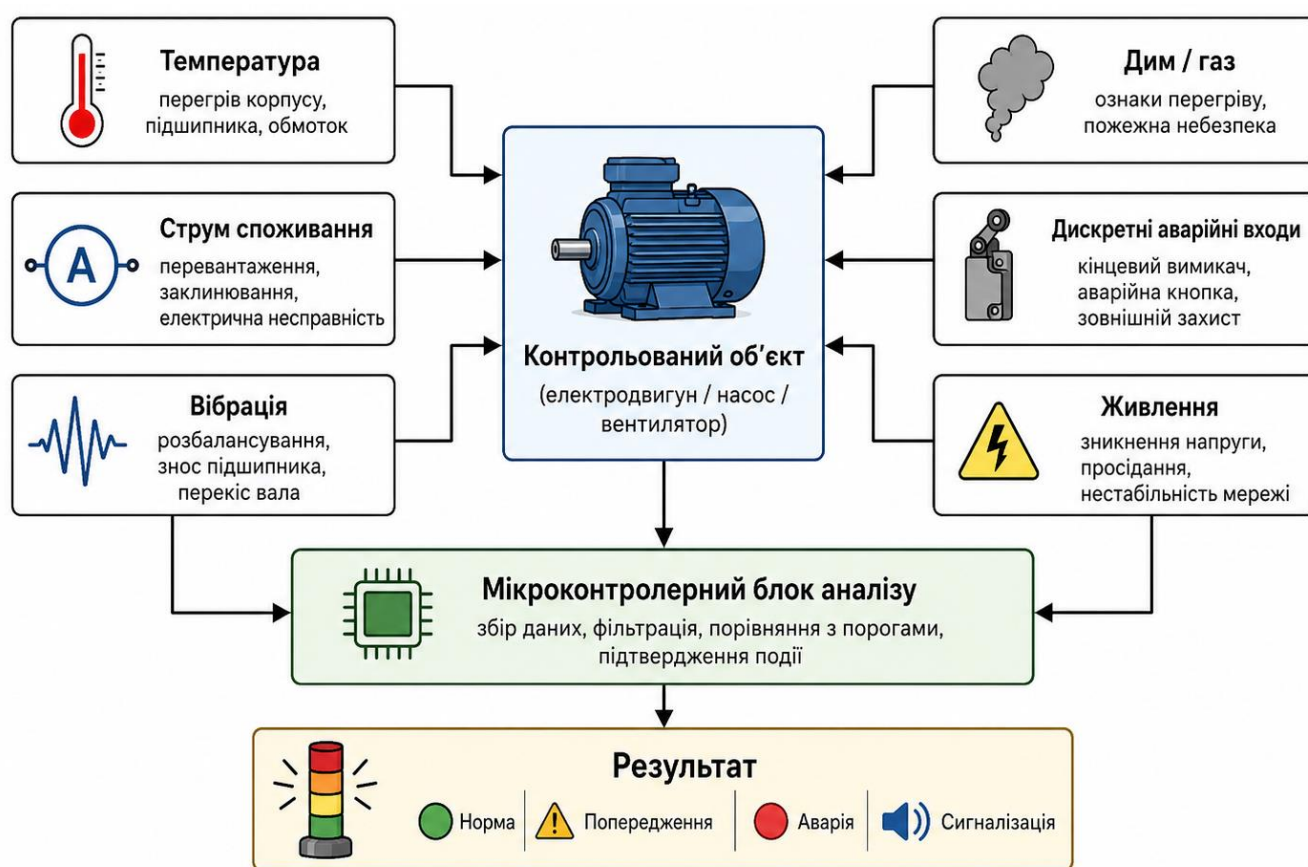 Температура
перегрів корпусу,
підшипника, обмоток
Струм споживання
A
перевантаження,
заклинювання,
електрична несправність
Вібрація
розбалансування,
знос підшипника,
перекіс вала
Контрольований об’єкт
(електродвигун / насос /
вентилятор)
Дим / газ
ознаки перегріву,
пожежна небезпека
Дискретні аварійні входи
кінцевий вимикач,
аварійна кнопка,
зовнішній захист
Живлення
зникнення напруги,
просідання,
нестабільність мережі
Мікроконтролерний блок аналізу
збір даних, фільтрація, порівняння з порогами,
підтвердження події
Результат
Норма ! Попередження Аварія Сигналізація